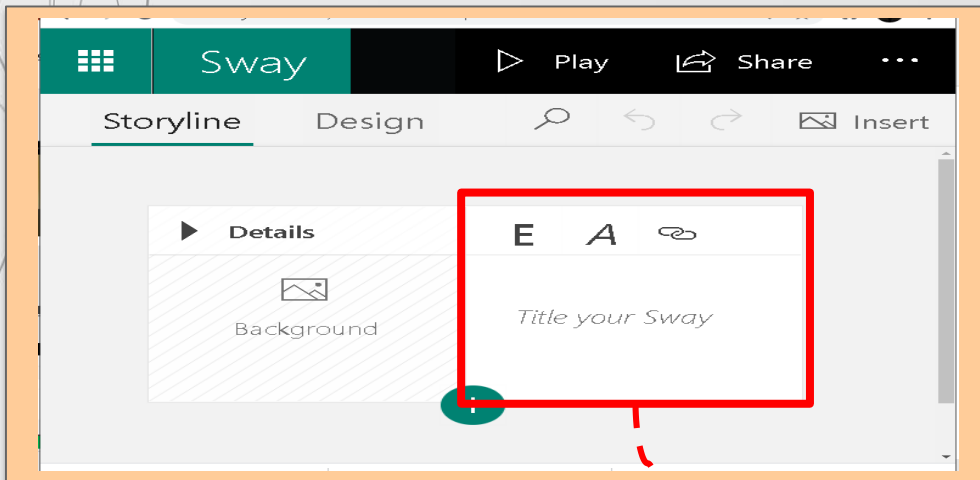 Sway Play Share ...
Storyline Design Insert
Details E A
Background Title your Sway